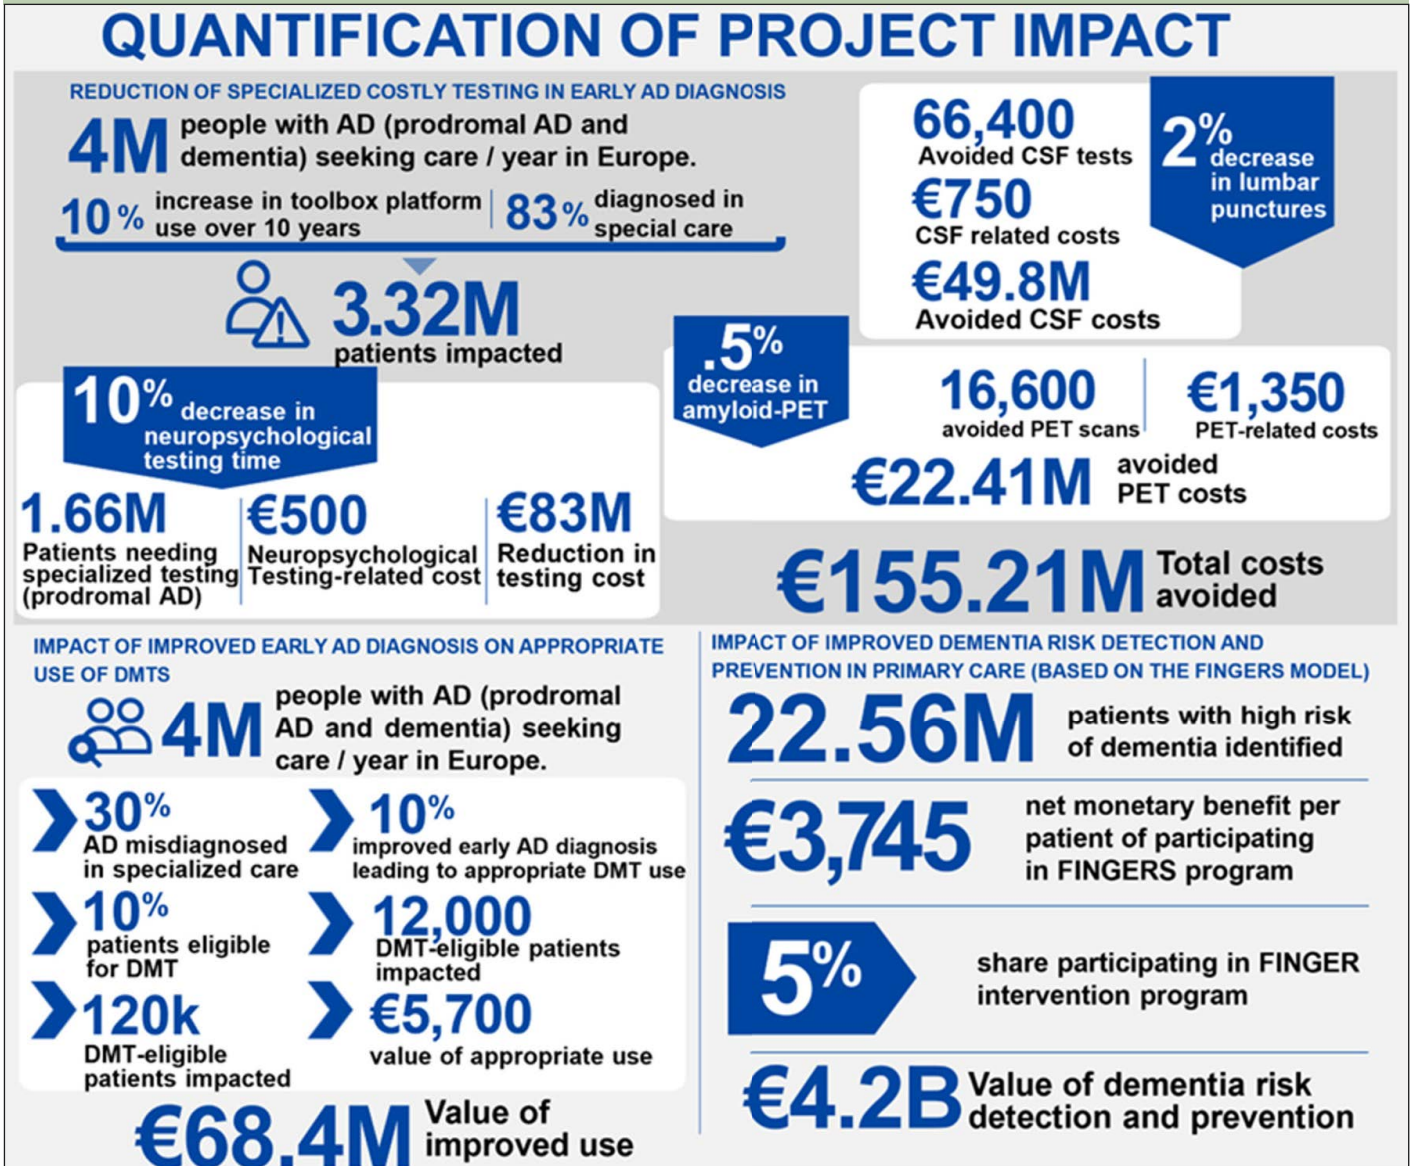 QUANTIFICATION OF PROJECT IMPACT
REDUCTION OF SPECIALIZED COSTLY TESTING IN EARLY AD DIAGNOSIS
4M people with AD (prodromal AD and
dementia) seeking care / year in Europe.
10% increase in toolbox platform
use over 10 years
83% diagnosed in
special care
3.32M
patients impacted
10% decrease in
neuropsychological
testing time
1.66M
Patients needing
specialized testing
(prodromal AD)
€500
Neuropsychological
Testing-related cost
€83M
Reduction in
testing cost
66,400
Avoided CSF tests
€750
CSF related costs
€49.8M
Avoided CSF costs
2%
decrease
in lumbar
punctures
.5%
decrease in
amyloid-PET
16,600
avoided PET scans
€1,350
PET-related costs
€22.41M avoided
PET costs
€155.21M Total costs
avoided
IMPACT OF IMPROVED EARLY AD DIAGNOSIS ON APPROPRIATE
USE OF DMTS
4M people with AD (prodromal
AD and dementia) seeking
care / year in Europe.
30%
AD misdiagnosed
in specialized care
10%
improved early AD diagnosis
leading to appropriate DMT use
10%
patients eligible
for DMT
12,000
DMT-eligible patients
impacted
120k
DMT-eligible
patients impacted
€5,700
value of appropriate use
€68.4M Value of
improved use
IMPACT OF IMPROVED DEMENTIA RISK DETECTION AND
PREVENTION IN PRIMARY CARE (BASED ON THE FINGERS MODEL)
22.56M patients with high risk
of dementia identified
€3,745 net monetary benefit per
patient of participating
in FINGERS program
5% share participating in FINGER
intervention program
€4.2B Value of dementia risk
detection and prevention